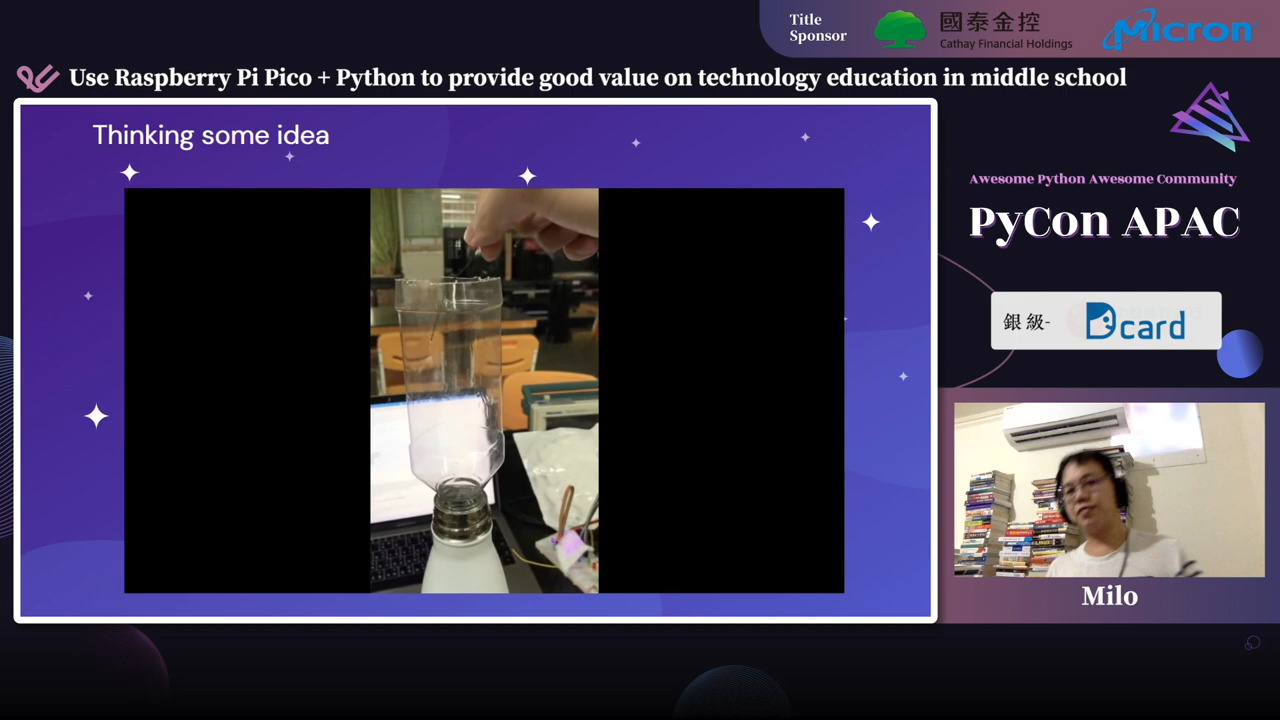 Title
Sponsor
國泰金控
Cathay Financial Holdings
Micron
Use Raspberry Pi Pico + Python to provide good value on technology education in middle school
Thinking some idea
Awesome Python Awesome Community
PyCon APAC
銀級-
Dcard
Milo